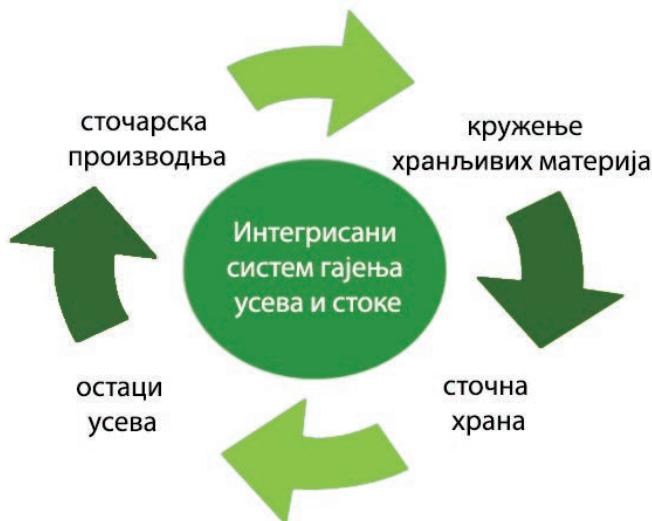 сточарска
производња
кружење
хранљивих материја
Интегрисани
систем гајења
усева и стоке
остаци
усева
сточна
храна